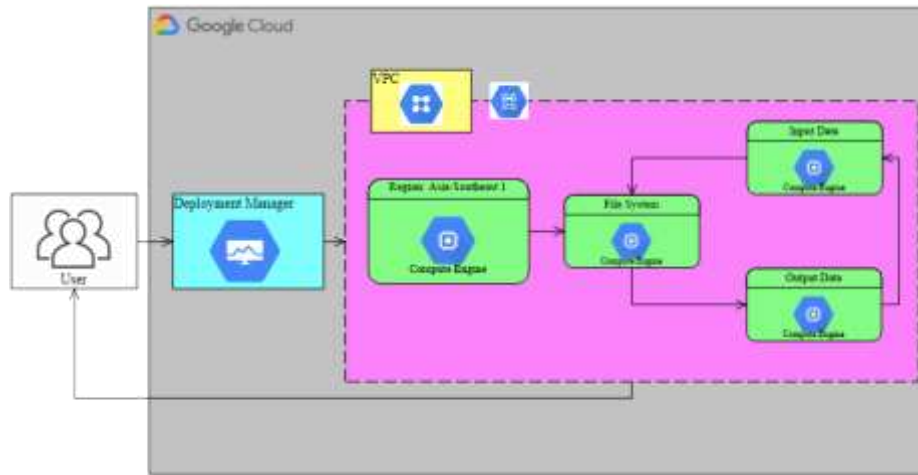 Google Cloud
VPC
Input Data
Compute Engine
Region: Asia/Southeast 1
Compute Engine
File System
Compute Engine
Deployment Manager
User
Output Data
Compute Engine